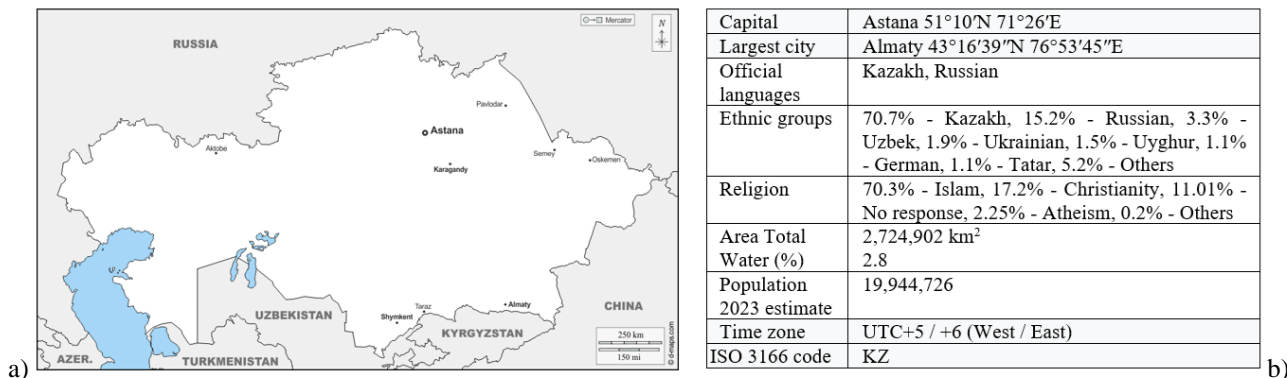 Mercator
N
RUSSIA
Pavlodar
Astana
Aktobe
Semey
Oskemen
Karagandy
CHINA
UZBEKISTAN
Taraz
Almaty
Shymkent
KYRGYZSTAN
250 km
150 mi
AZER.
TURKMENISTAN
© d-maps.com
a)
Capital Astana 51°10′N 71°26′E
Largest city Almaty 43°16′39″N 76°53′45″E
Official Kazakh, Russian
languages
Ethnic groups 70.7% - Kazakh, 15.2% - Russian, 3.3% -
Uzbek, 1.9% - Ukrainian, 1.5% - Uyghur, 1.1%
- German, 1.1% - Tatar, 5.2% - Others
Religion 70.3% - Islam, 17.2% - Christianity, 11.01% -
No response, 2.25% - Atheism, 0.2% - Others
Area Total 2,724,902 km²
Water (%) 2.8
Population 19,944,726
2023 estimate
Time zone UTC+5 / +6 (West / East)
ISO 3166 code KZ
b)